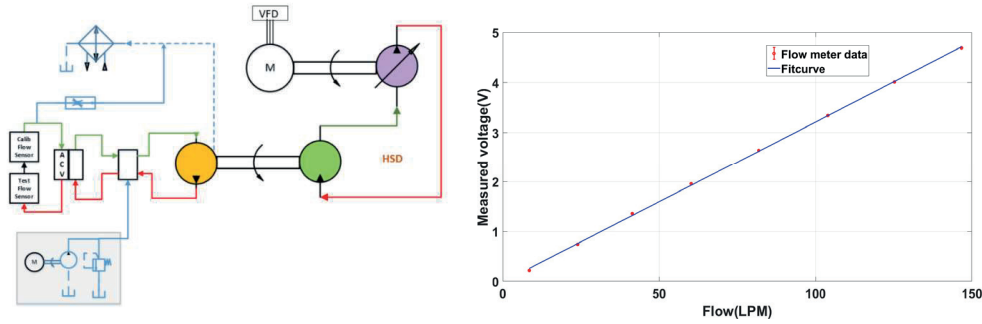 VFD
M
HSD
Calib
Flow
Sensor
Test
Flow
Sensor
A
C
V
M
Measured voltage(V)
5
4
3
2
1
0
Flow meter data
Fitcurve
0
50
100
150
Flow(LPM)